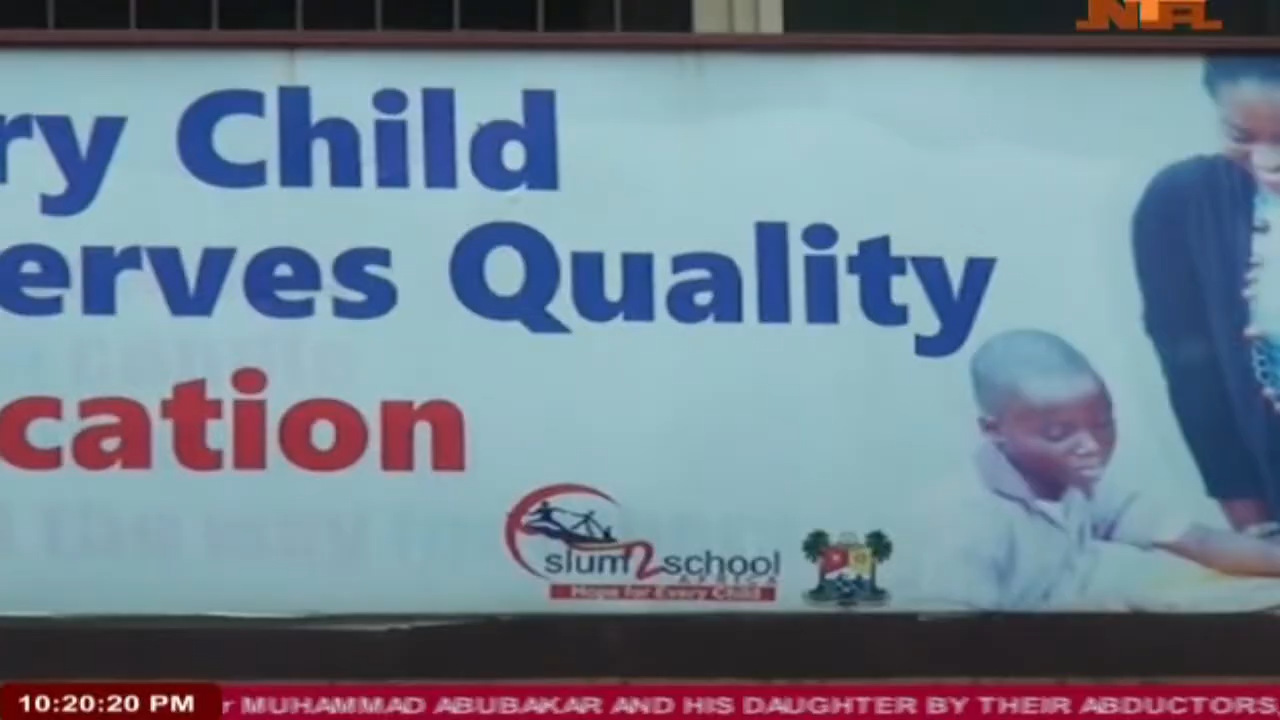 NTA
ry Child
erves Quality
cation
slum2school
AFRICA
Hope for Every Child
10:20:20 PM
r MUHAMMAD ABUBAKAR AND HIS DAUGHTER BY THEIR ABDUCTORS